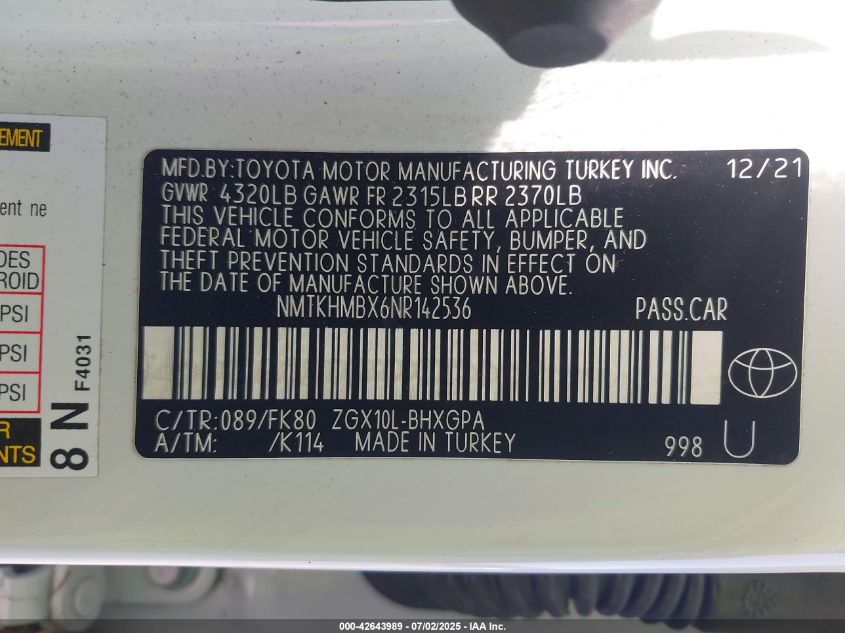 EMENT
ent ne
DES
ROID
PSI
PSI
PSI
R
NTS
8 N F4031
MFD.BY:TOYOTA MOTOR MANUFACTURING TURKEY INC. 12/21
GVWR 4320LB GAWR FR 2315LB RR 2370LB
THIS VEHICLE CONFORMS TO ALL APPLICABLE
FEDERAL MOTOR VEHICLE SAFETY, BUMPER, AND
THEFT PREVENTION STANDARDS IN EFFECT ON
THE DATE OF MANUFACTURE SHOWN ABOVE.
NMTKHMBX6NR142536 PASS.CAR
C/TR:089/FK80 ZGX10L-BHXGPA
A/TM: /K114 MADE IN TURKEY 998 U
000-42643989 - 07/02/2025 - IAA Inc.